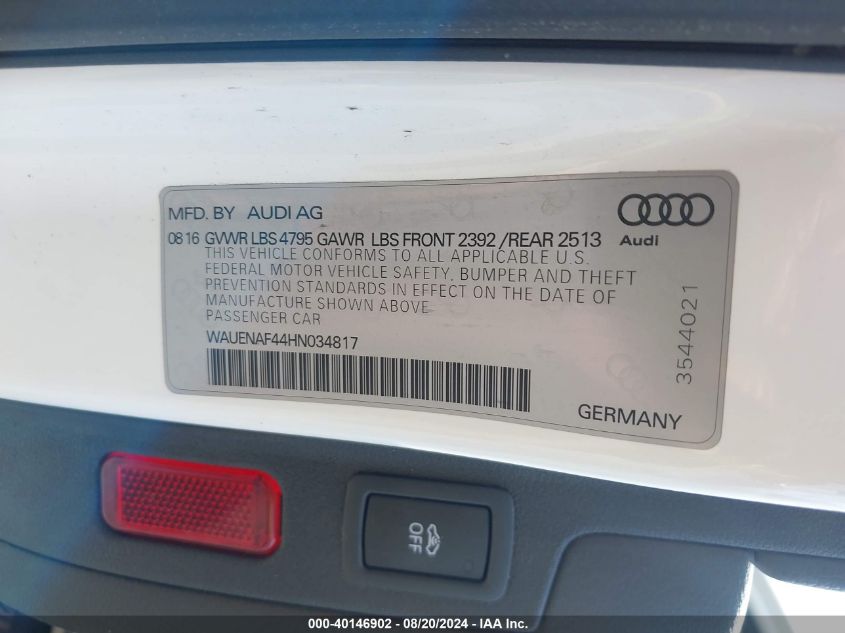 MFD. BY AUDI AG
08 16 GVWR LBS 4795 GAWR LBS FRONT 2392 /REAR 2513
Audi
THIS VEHICLE CONFORMS TO ALL APPLICABLE U.S.
FEDERAL MOTOR VEHICLE SAFETY, BUMPER AND THEFT
PREVENTION STANDARDS IN EFFECT ON THE DATE OF
MANUFACTURE SHOWN ABOVE
PASSENGER CAR
WAUENAF44HN034817
3544021
GERMANY
OFF
000-40146902 - 08/20/2024 - IAA Inc.